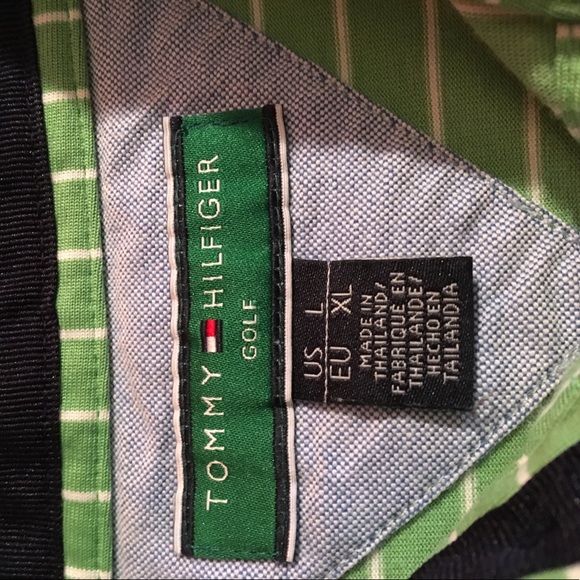 TOMMY HILFIGER
GOLF
US L
EU XL
MADE IN
THAILAND/
FABRIQUE EN
THAILANDE/
HECHO EN
TAILANDIA